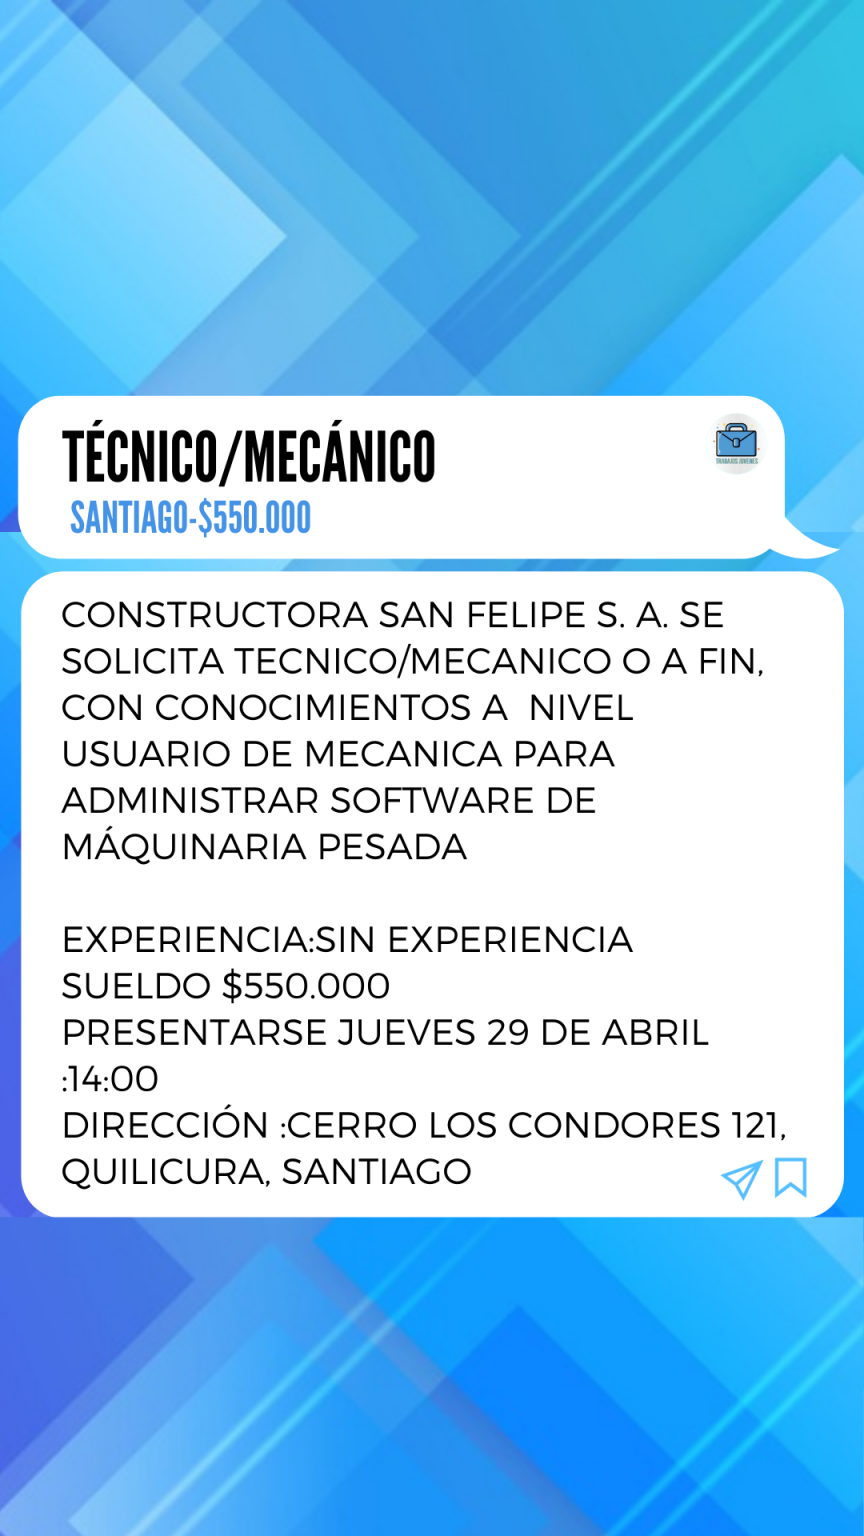 TÉCNICO/MECÁNICO
SANTIAGO-$550.000
TRABAJOS JOVENES
CONSTRUCTORA SAN FELIPE S. A. SE
SOLICITA TECNICO/MECANICO O A FIN,
CON CONOCIMIENTOS A  NIVEL
USUARIO DE MECANICA PARA
ADMINISTRAR SOFTWARE DE
MÁQUINARIA PESADA
EXPERIENCIA:SIN EXPERIENCIA
SUELDO $550.000
PRESENTARSE JUEVES 29 DE ABRIL
:14:00
DIRECCIÓN :CERRO LOS CONDORES 121,
QUILICURA, SANTIAGO